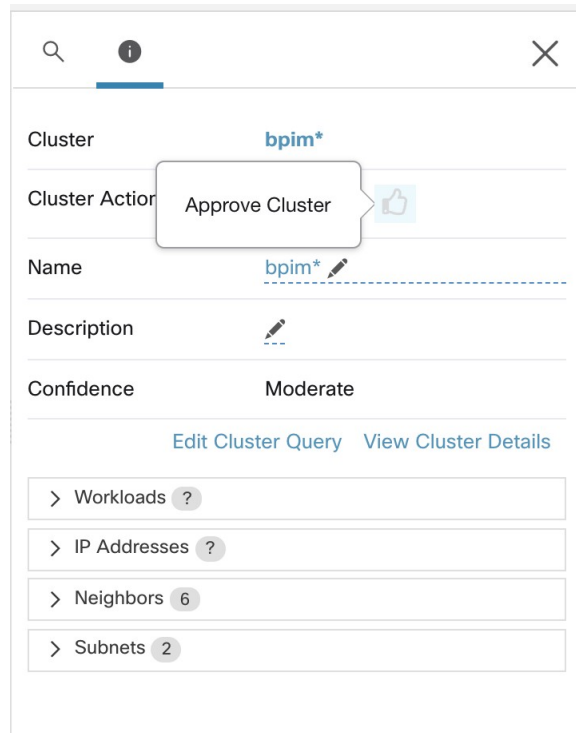 Cluster bpim*
Cluster Action
Approve Cluster
Name bpim*
Description
Confidence Moderate
Edit Cluster Query View Cluster Details
Workloads ?
IP Addresses ?
Neighbors 6
Subnets 2